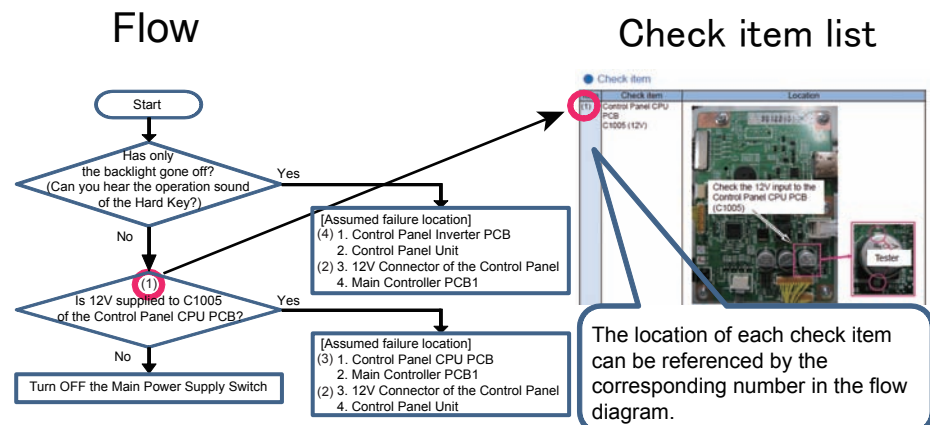 Flow
Check item list
Start
Has only
the backlight gone off?
(Can you hear the operation sound
of the Hard Key?)
Yes
No
[Assumed failure location]
(4) 1. Control Panel Inverter PCB
2. Control Panel Unit
(2) 3. 12V Connector of the Control Panel
4. Main Controller PCB1
(1)
Is 12V supplied to C1005
of the Control Panel CPU PCB?
Yes
No
Turn OFF the Main Power Supply Switch
[Assumed failure location]
(3) 1. Control Panel CPU PCB
2. Main Controller PCB1
(2) 3. 12V Connector of the Control Panel
4. Control Panel Unit
Check item
Check item
Location
(1)
Control Panel CPU
PCB
C1005 (12V)
Check the 12V input to the
Control Panel CPU PCB
(C1005)
Tester
The location of each check item
can be referenced by the
corresponding number in the flow
diagram.